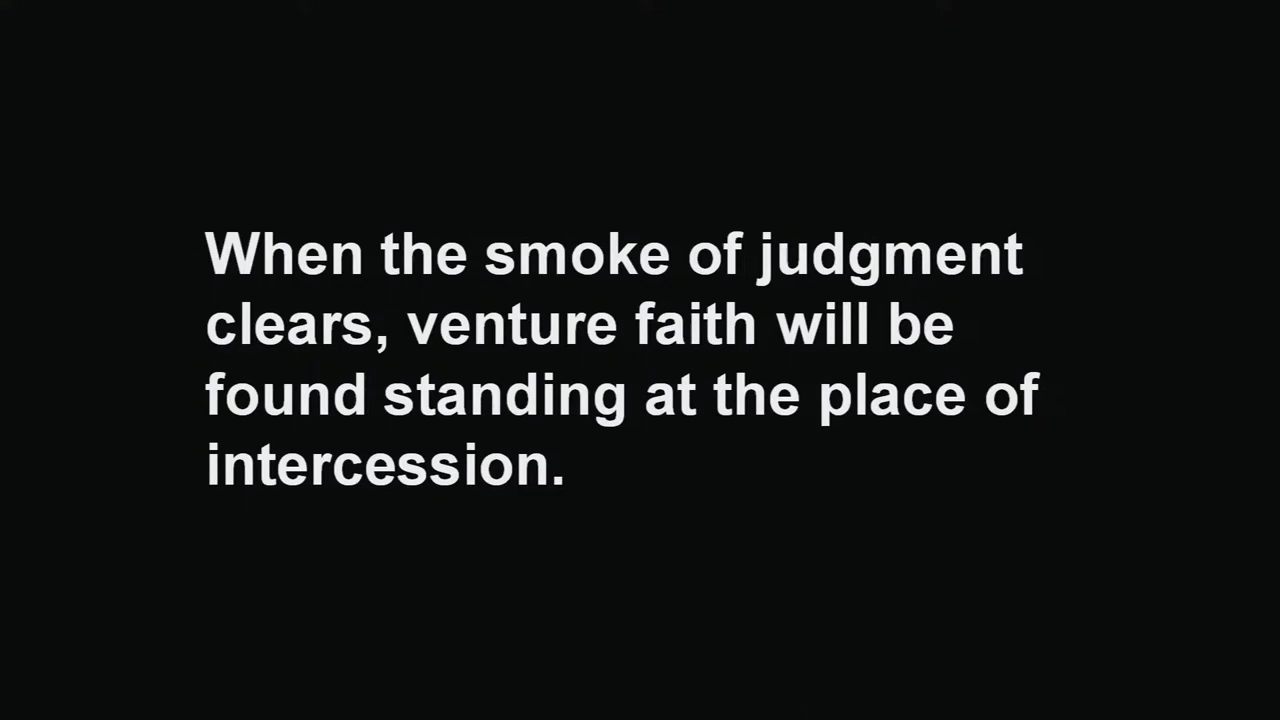 When the smoke of judgment
clears, venture faith will be
found standing at the place of
intercession.